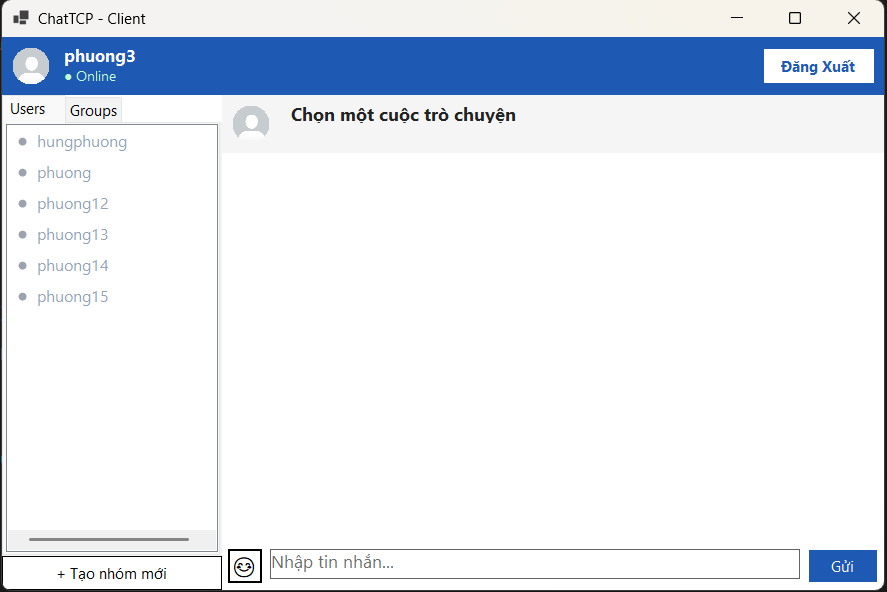 ChatTCP - Client
phuong3
● Online
Đăng Xuất
Users
Groups
Chọn một cuộc trò chuyện
hungphuong
phuong
phuong12
phuong13
phuong14
phuong15
Nhập tin nhắn...
Gửi
+ Tạo nhóm mới